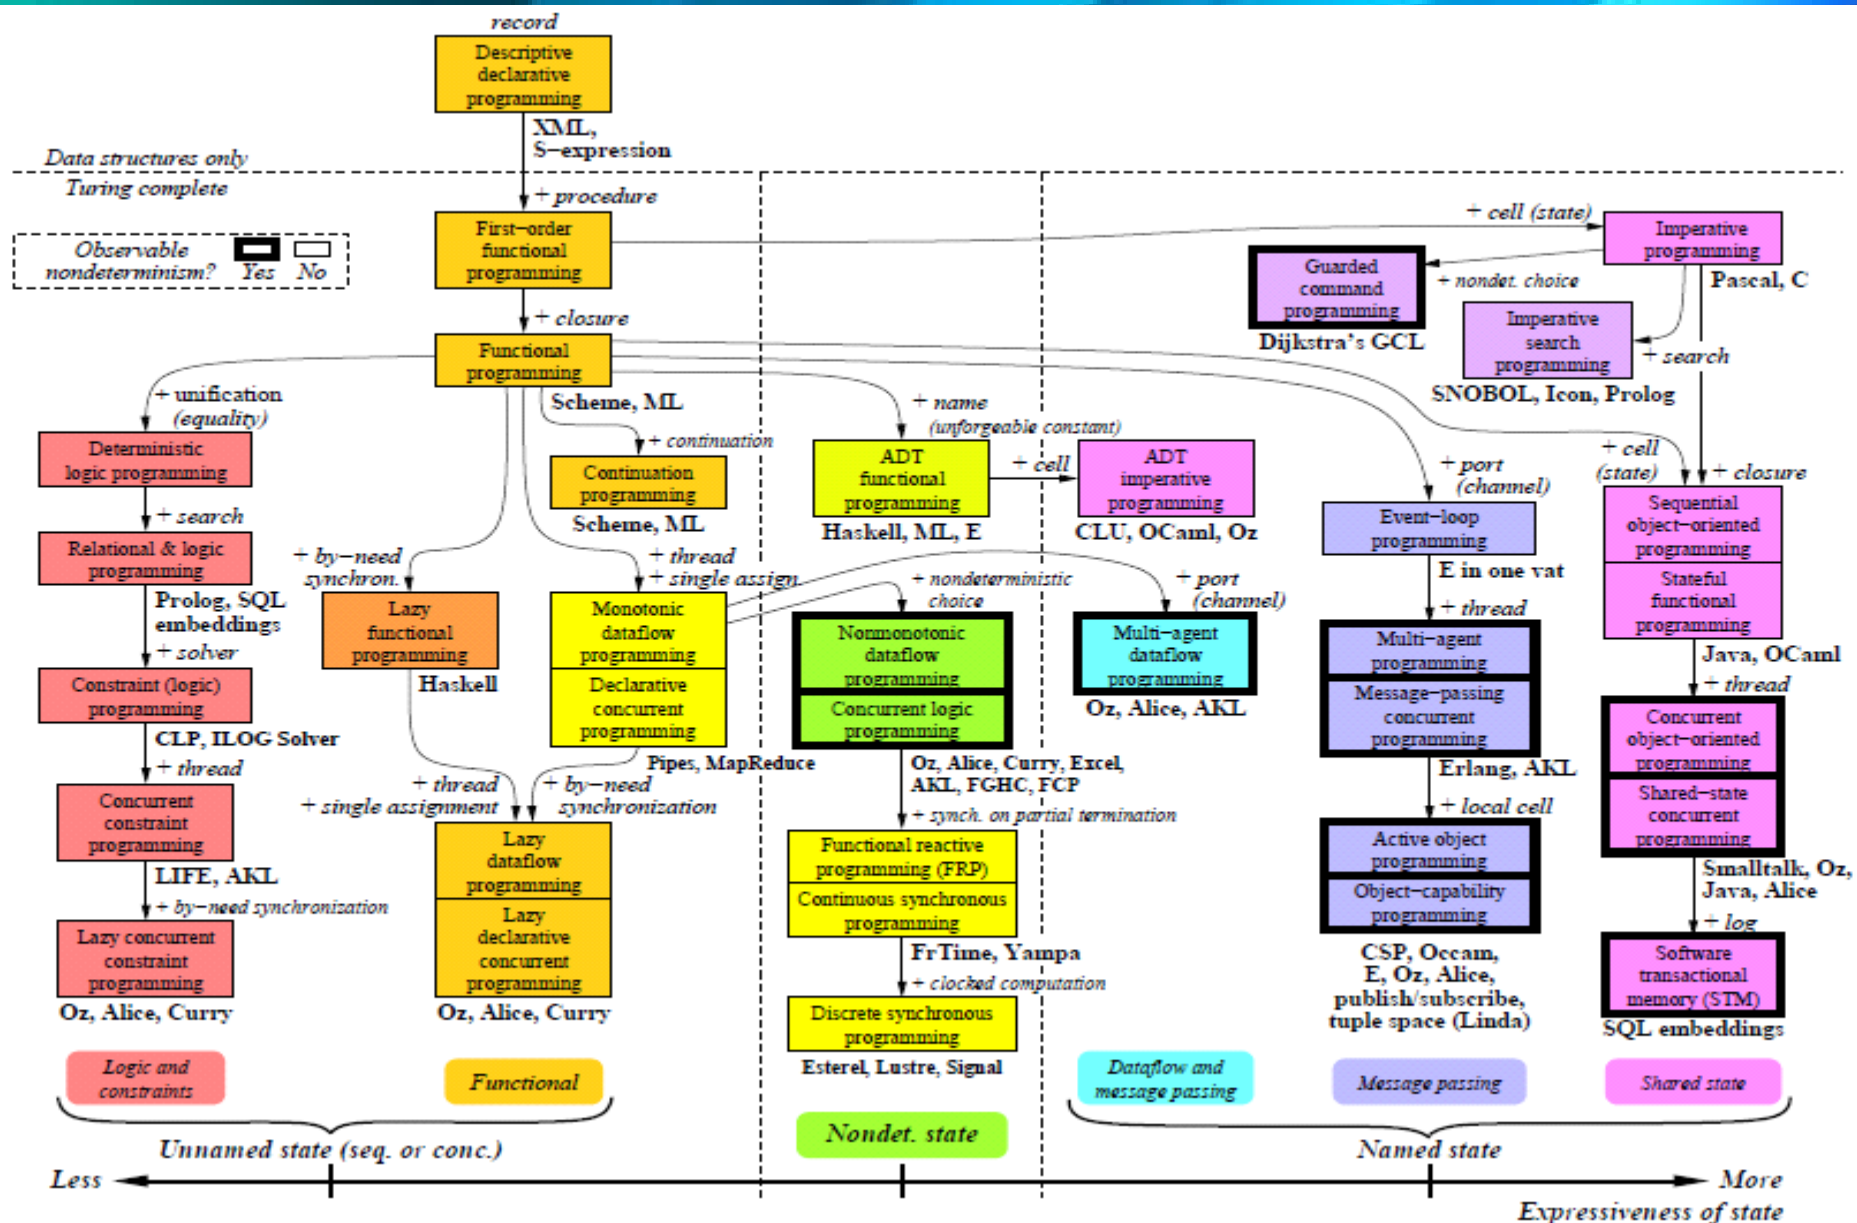 record
Descriptive
declarative
programming
XML,
S−expression
Data structures only
Turing complete
+ procedure
Observable
nondeterminism?
Yes
No
First−order
functional
programming
+ cell (state)
Imperative
programming
Pascal, C
+ nondet. choice
Guarded
command
programming
Dijkstra's GCL
Imperative
search
programming
+ search
SNOBOL, Icon, Prolog
+ closure
Functional
programming
Scheme, ML
+ unification
(equality)
Deterministic
logic programming
+ search
Relational & logic
programming
Prolog, SQL
embeddings
+ solver
Constraint (logic)
programming
CLP, ILOG Solver
+ thread
Concurrent
constraint
programming
LIFE, AKL
+ by−need synchronization
Lazy concurrent
constraint
programming
Oz, Alice, Curry
+ continuation
Continuation
programming
Scheme, ML
+ by−need
synchron.
Lazy
functional
programming
Haskell
+ thread
+ single assign.
Monotonic
dataflow
programming
Declarative
concurrent
programming
Pipes, MapReduce
+ thread
+ single assignment
+ by−need
synchronization
Lazy
dataflow
programming
Lazy
declarative
concurrent
programming
Oz, Alice, Curry
+ name
(unforgeable constant)
ADT
functional
programming
Haskell, ML, E
+ cell
ADT
imperative
programming
CLU, OCaml, Oz
+ nondeterministic
choice
Nonmonotonic
dataflow
programming
Concurrent logic
programming
Oz, Alice, Curry, Excel,
AKL, FGHC, FCP
+ synch. on partial termination
Functional reactive
programming (FRP)
Continuous synchronous
programming
FrTime, Yampa
+ clocked computation
Discrete synchronous
programming
Esterel, Lustre, Signal
+ port
(channel)
Multi−agent
dataflow
programming
Oz, Alice, AKL
+ port
(channel)
Event−loop
programming
E in one vat
+ thread
Multi−agent
programming
Message−passing
concurrent
programming
Erlang, AKL
+ local cell
Active object
programming
Object−capability
programming
CSP, Occam,
E, Oz, Alice,
publish/subscribe,
tuple space (Linda)
+ cell
(state)
+ closure
Sequential
object−oriented
programming
Stateful
functional
programming
Java, OCaml
+ thread
Concurrent
object−oriented
programming
Shared−state
concurrent
programming
Smalltalk, Oz,
Java, Alice
+ log
Software
transactional
memory (STM)
SQL embeddings
Logic and
constraints
Functional
Dataflow and
message passing
Message passing
Shared state
Unnamed state (seq. or conc.)
Nondet. state
Named state
Less
More
Expressiveness of state